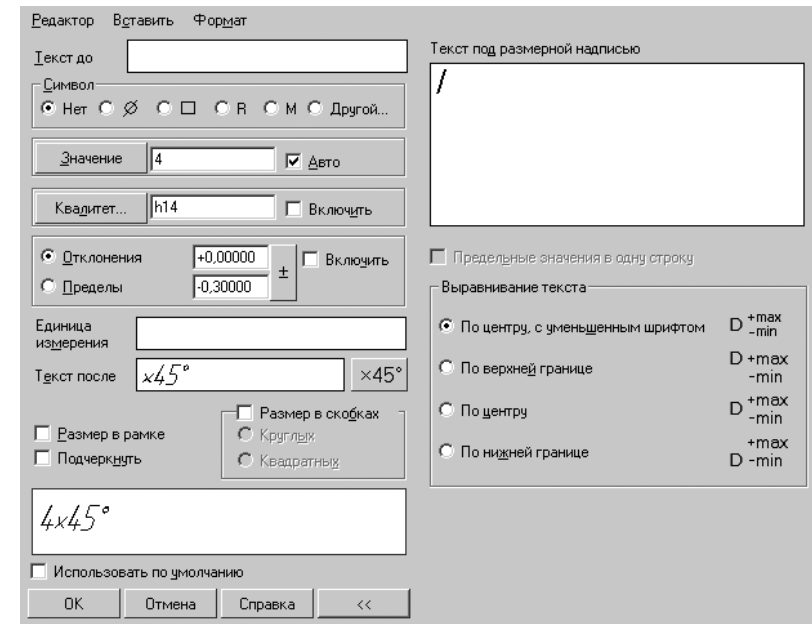 Редактор Вставить Формат
Текст до
Символ
Нет Ø □ R M Другой...
Значение 4 Авто
Квалитет... h14 Включить
Отклонения +0,00000 ± Включить
Пределы -0,30000
Единица
измерения
Текст после ×45° ×45°
Размер в рамке
Подчеркнуть
Размер в скобках
Круглых
Квадратных
4×45°
Использовать по умолчанию
OK Отмена Справка <<
Текст под размерной надписью
/
Предельные значения в одну строку
Выравнивание текста
По центру, с уменьшенным шрифтом D +max -min
По верхней границе D +max -min
По центру D +max -min
По нижней границе D +max -min